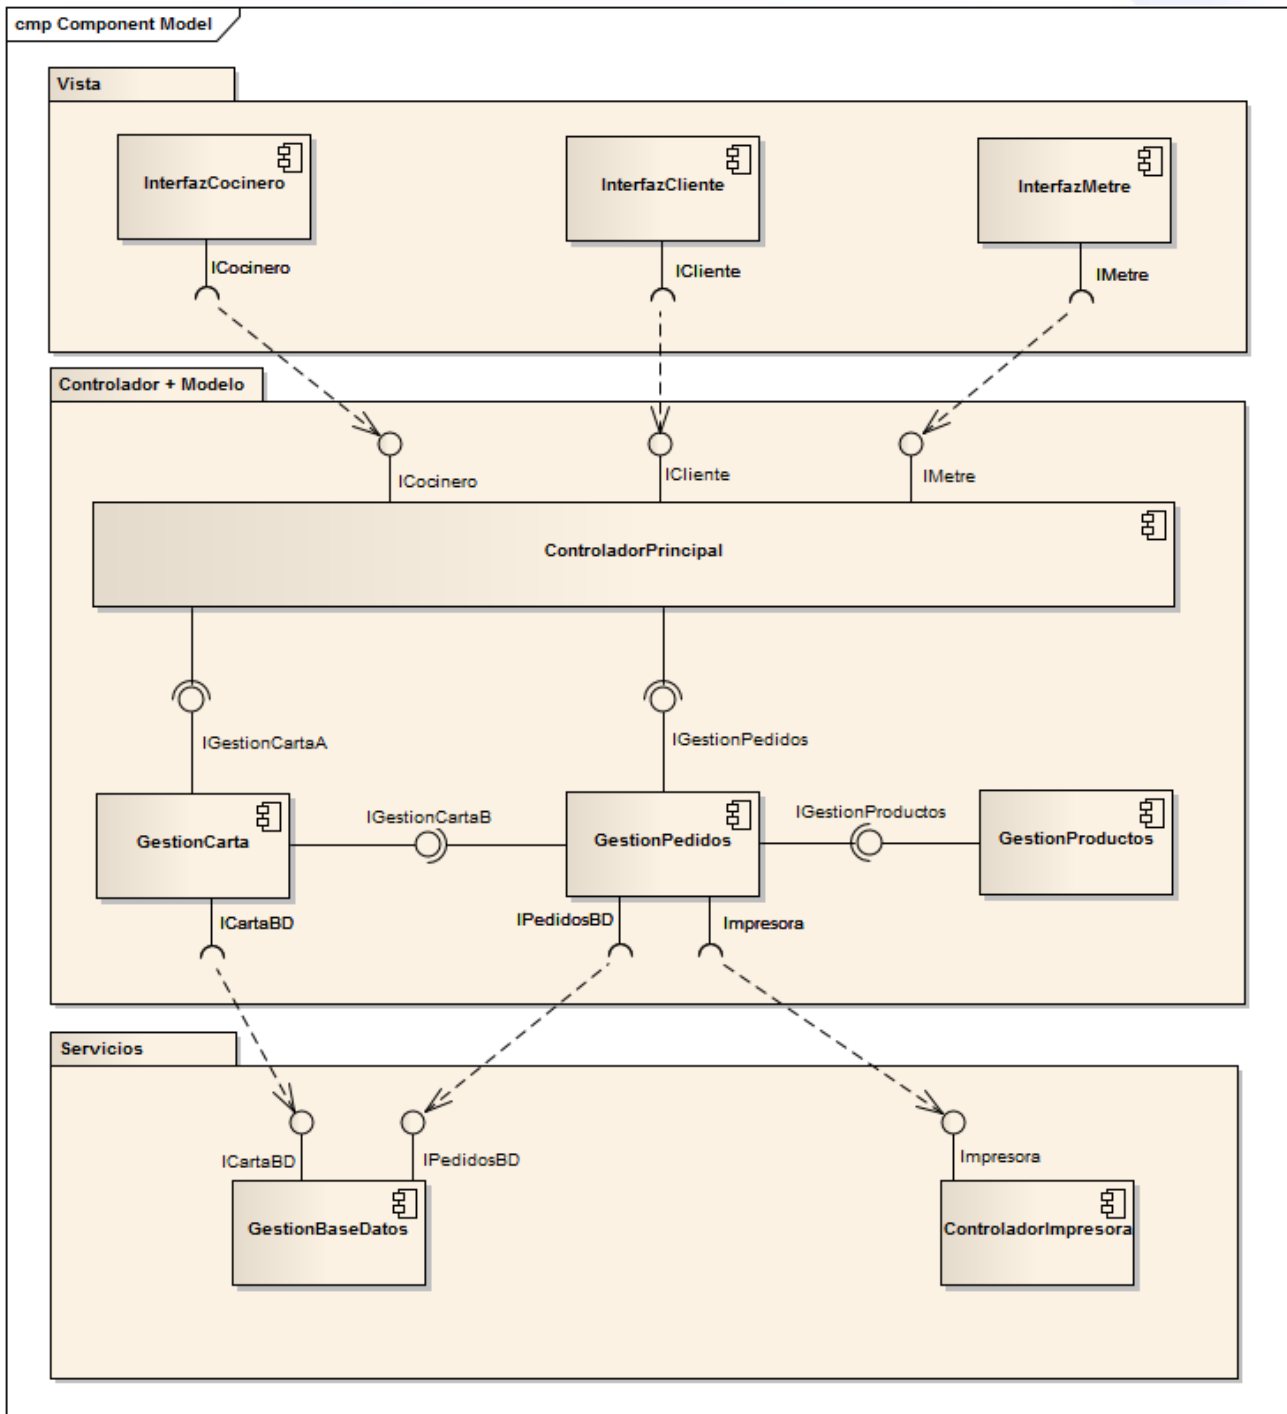 cmp Component Model
Vista
InterfazCocinero
InterfazCliente
InterfazMetre
ICocinero
ICliente
IMetre
Controlador + Modelo
ICocinero
ICliente
IMetre
ControladorPrincipal
IGestionCartaA
IGestionPedidos
IGestionCartaB
IGestionProductos
GestionCarta
GestionPedidos
GestionProductos
ICartaBD
IPedidosBD
Impresora
Servicios
ICartaBD
IPedidosBD
Impresora
GestionBaseDatos
ControladorImpresora